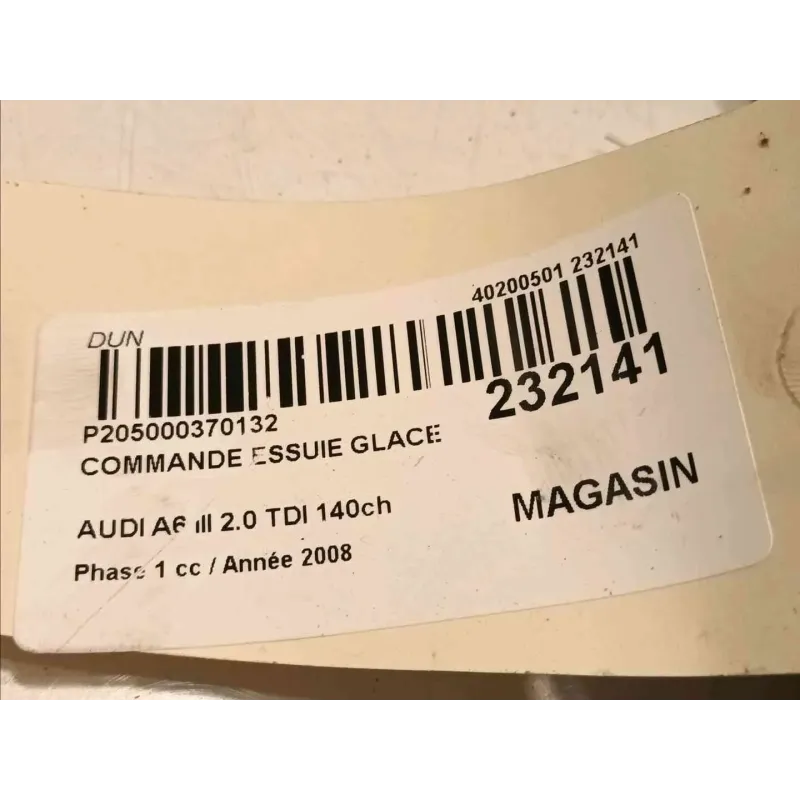 DUN
40200501 232141
232141
P205000370132
COMMANDE ESSUIE GLACE
MAGASIN
AUDI A6 III 2.0 TDI 140ch
Phase 1 cc / Année 2008